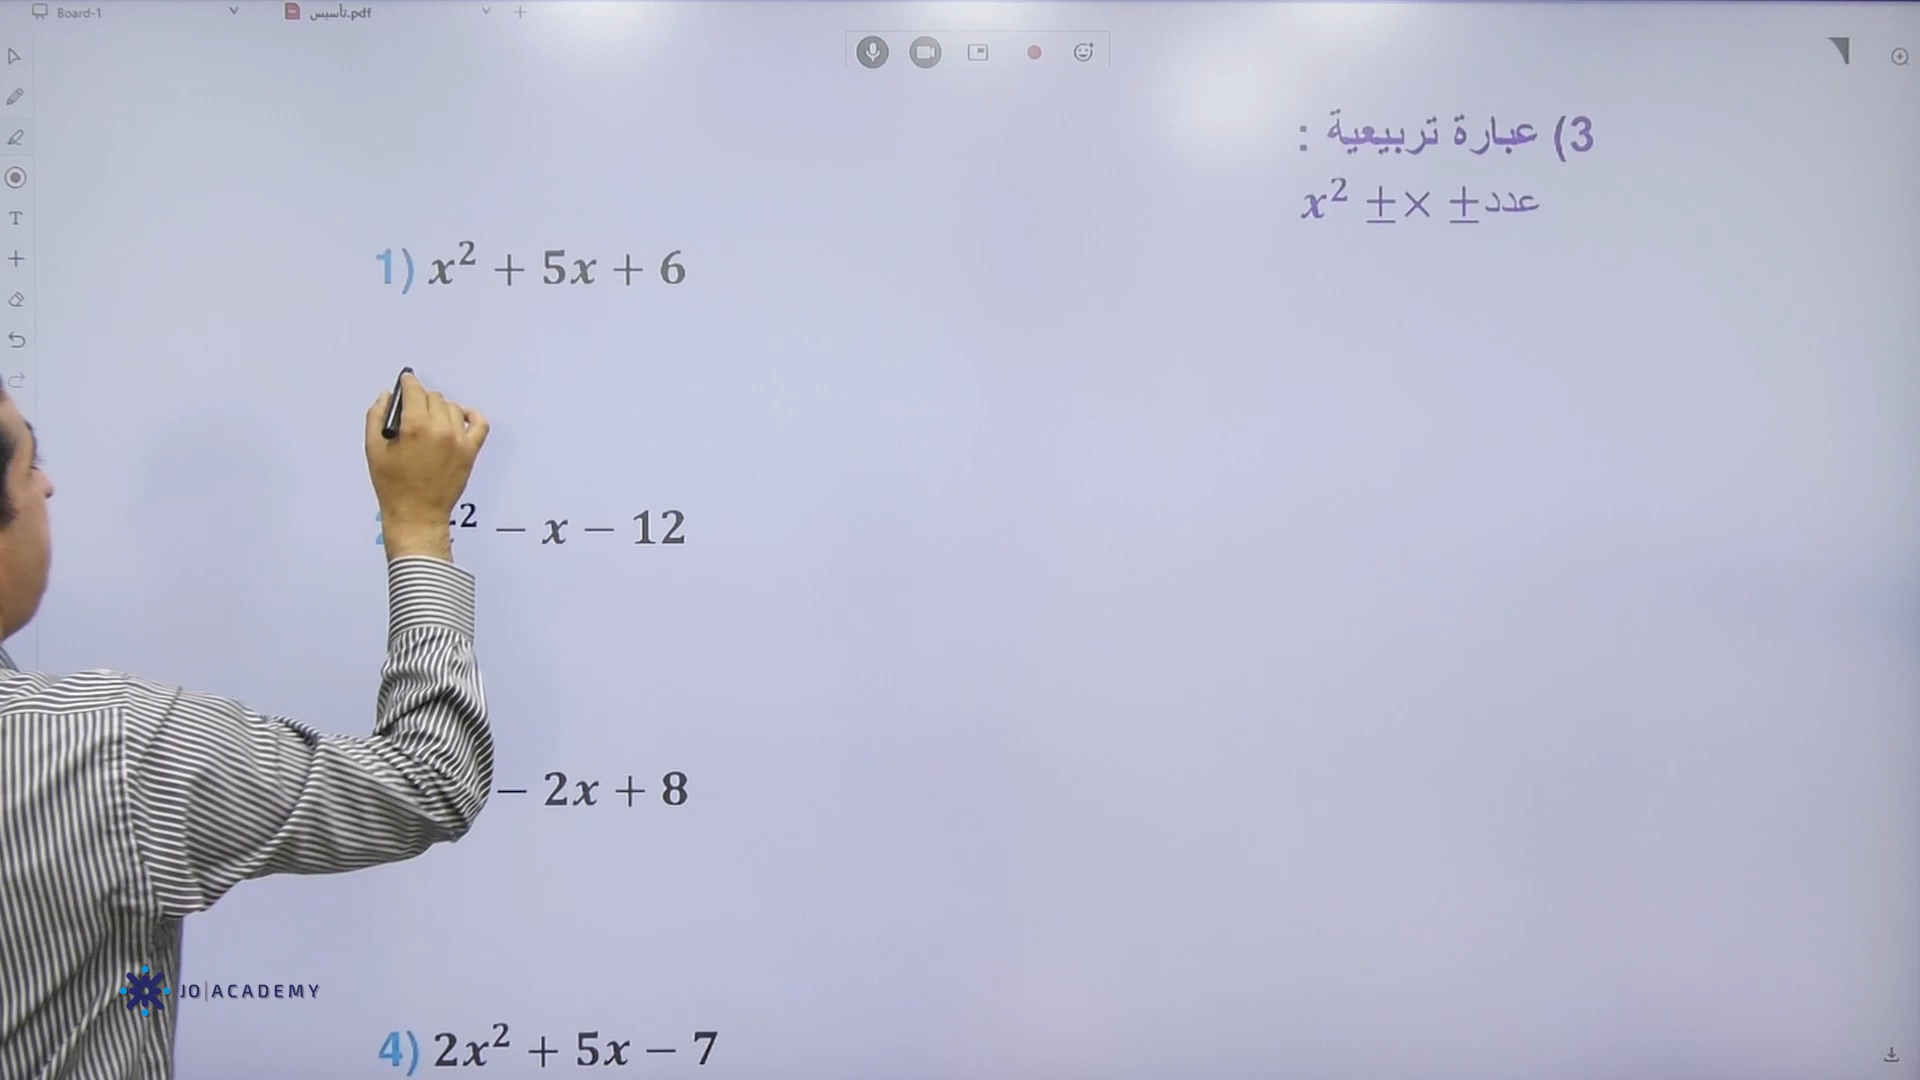 Board-1
تأسيس.pdf
3) عبارة تربيعية :
x² ± x ± عدد
1) x² + 5x + 6
² − x − 12
− 2x + 8
4) 2x² + 5x − 7
JO|ACADEMY